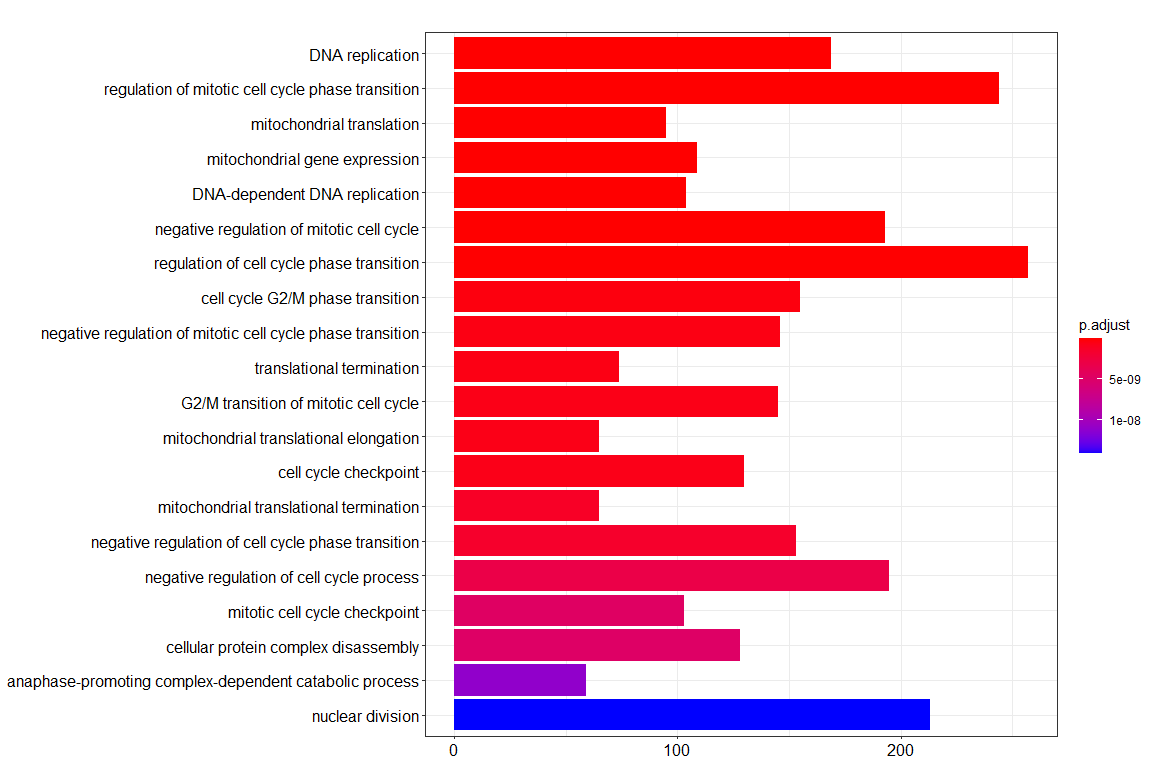 DNA replication
regulation of mitotic cell cycle phase transition
mitochondrial translation
mitochondrial gene expression
DNA-dependent DNA replication
negative regulation of mitotic cell cycle
regulation of cell cycle phase transition
cell cycle G2/M phase transition
negative regulation of mitotic cell cycle phase transition
translational termination
G2/M transition of mitotic cell cycle
mitochondrial translational elongation
cell cycle checkpoint
mitochondrial translational termination
negative regulation of cell cycle phase transition
negative regulation of cell cycle process
mitotic cell cycle checkpoint
cellular protein complex disassembly
anaphase-promoting complex-dependent catabolic process
nuclear division
0 100 200
p.adjust
5e-09
1e-08